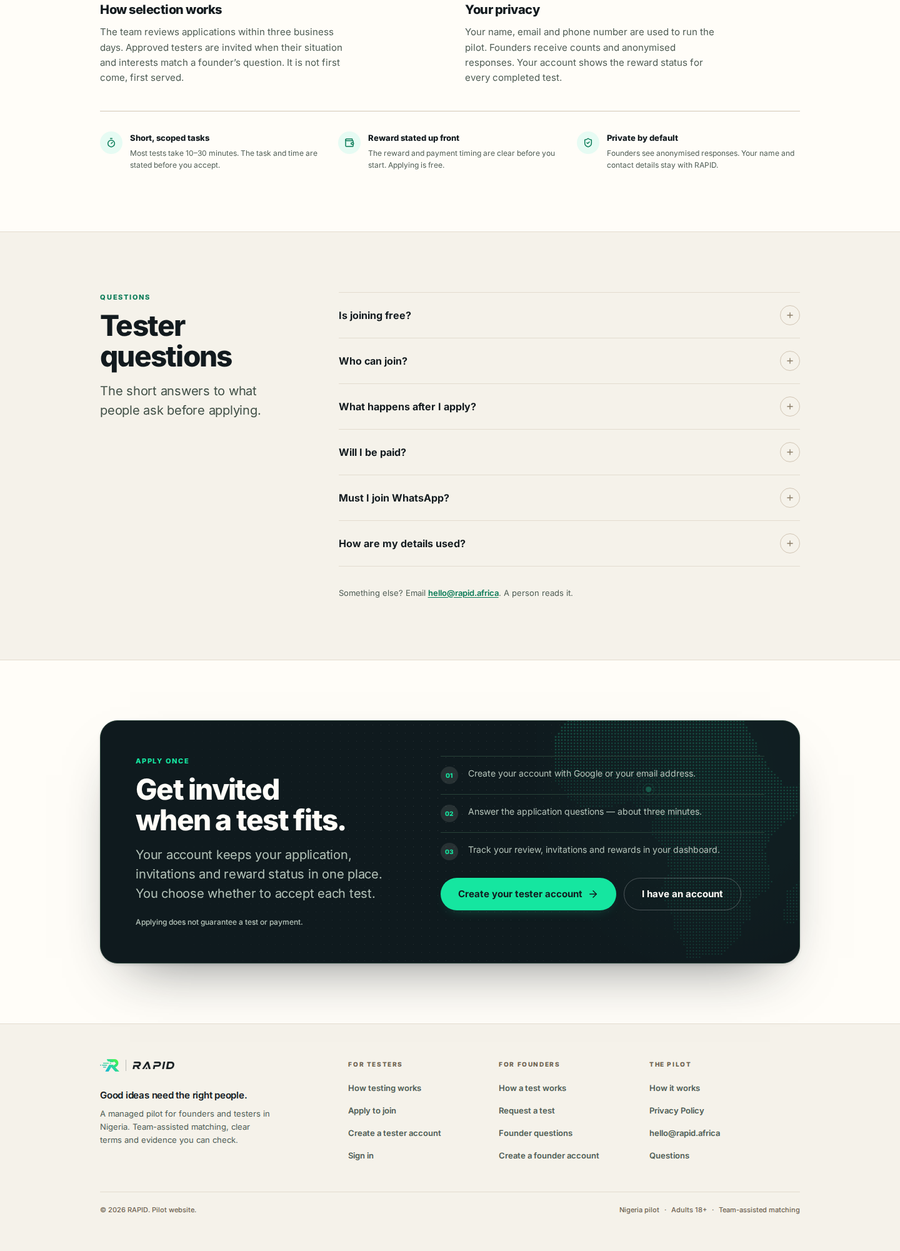 How selection works
The team reviews applications within three business
days. Approved testers are invited when their situation
and interests match a founder’s question. It is not first
come, first served.
Your privacy
Your name, email and phone number are used to run the
pilot. Founders receive counts and anonymised
responses. Your account shows the reward status for
every completed test.
Short, scoped tasks
Most tests take 10–30 minutes. The task and time are
stated before you accept.
Reward stated up front
The reward and payment timing are clear before you
start. Applying is free.
Private by default
Founders see anonymised responses. Your name and
contact details stay with RAPID.
QUESTIONS
Tester
questions
The short answers to what
people ask before applying.
Is joining free?
Who can join?
What happens after I apply?
Will I be paid?
Must I join WhatsApp?
How are my details used?
Something else? Email hello@rapid.africa. A person reads it.
APPLY ONCE
Get invited
when a test fits.
Your account keeps your application,
invitations and reward status in one place.
You choose whether to accept each test.
Applying does not guarantee a test or payment.
01 Create your account with Google or your email address.
02 Answer the application questions — about three minutes.
03 Track your review, invitations and rewards in your dashboard.
Create your tester account →
I have an account
RAPID
Good ideas need the right people.
A managed pilot for founders and testers in
Nigeria. Team-assisted matching, clear
terms and evidence you can check.
FOR TESTERS
How testing works
Apply to join
Create a tester account
Sign in
FOR FOUNDERS
How a test works
Request a test
Founder questions
Create a founder account
THE PILOT
How it works
Privacy Policy
hello@rapid.africa
Questions
© 2026 RAPID. Pilot website.
Nigeria pilot · Adults 18+ · Team-assisted matching